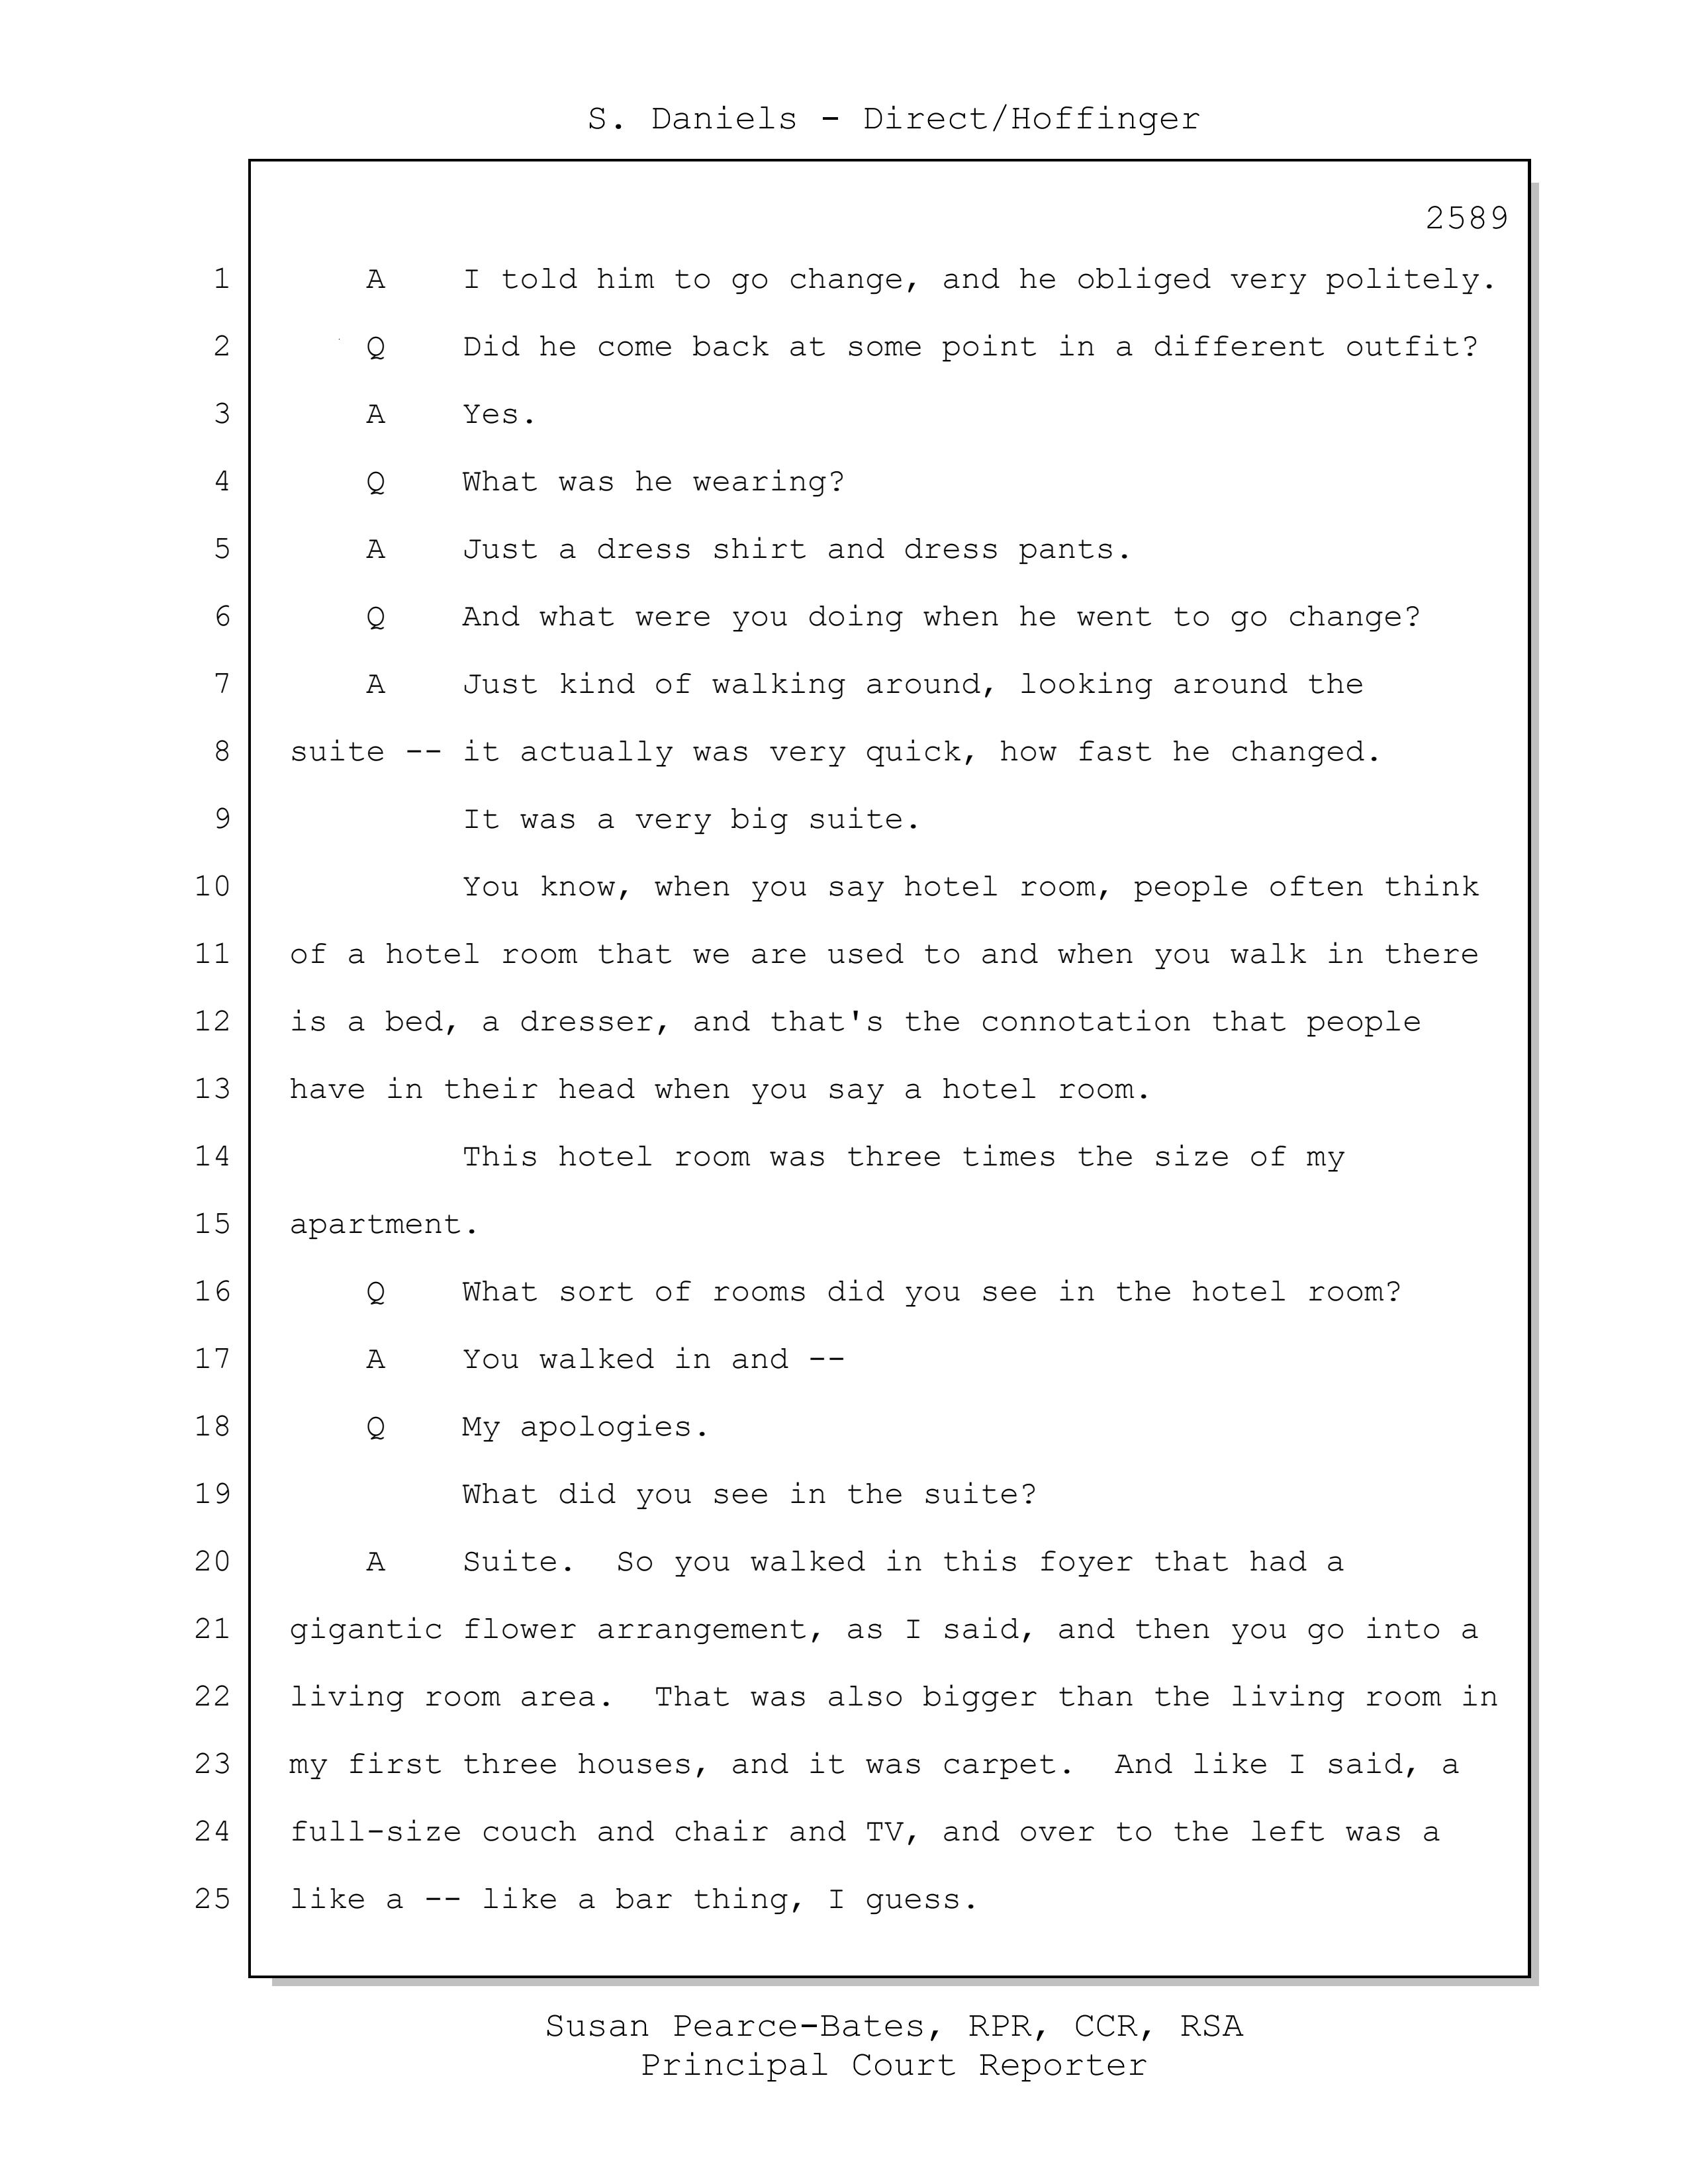 S. Daniels - Direct/Hoffinger
2589
1 A I told him to go change, and he obliged very politely.
2 Q Did he come back at some point in a different outfit?
3 A Yes.
4 Q What was he wearing?
5 A Just a dress shirt and dress pants.
6 Q And what were you doing when he went to go change?
7 A Just kind of walking around, looking around the
8 suite -- it actually was very quick, how fast he changed.
9 It was a very big suite.
10 You know, when you say hotel room, people often think
11 of a hotel room that we are used to and when you walk in there
12 is a bed, a dresser, and that's the connotation that people
13 have in their head when you say a hotel room.
14 This hotel room was three times the size of my
15 apartment.
16 Q What sort of rooms did you see in the hotel room?
17 A You walked in and --
18 Q My apologies.
19 What did you see in the suite?
20 A Suite. So you walked in this foyer that had a
21 gigantic flower arrangement, as I said, and then you go into a
22 living room area. That was also bigger than the living room in
23 my first three houses, and it was carpet. And like I said, a
24 full-size couch and chair and TV, and over to the left was a
25 like a -- like a bar thing, I guess.
Susan Pearce-Bates, RPR, CCR, RSA
Principal Court Reporter